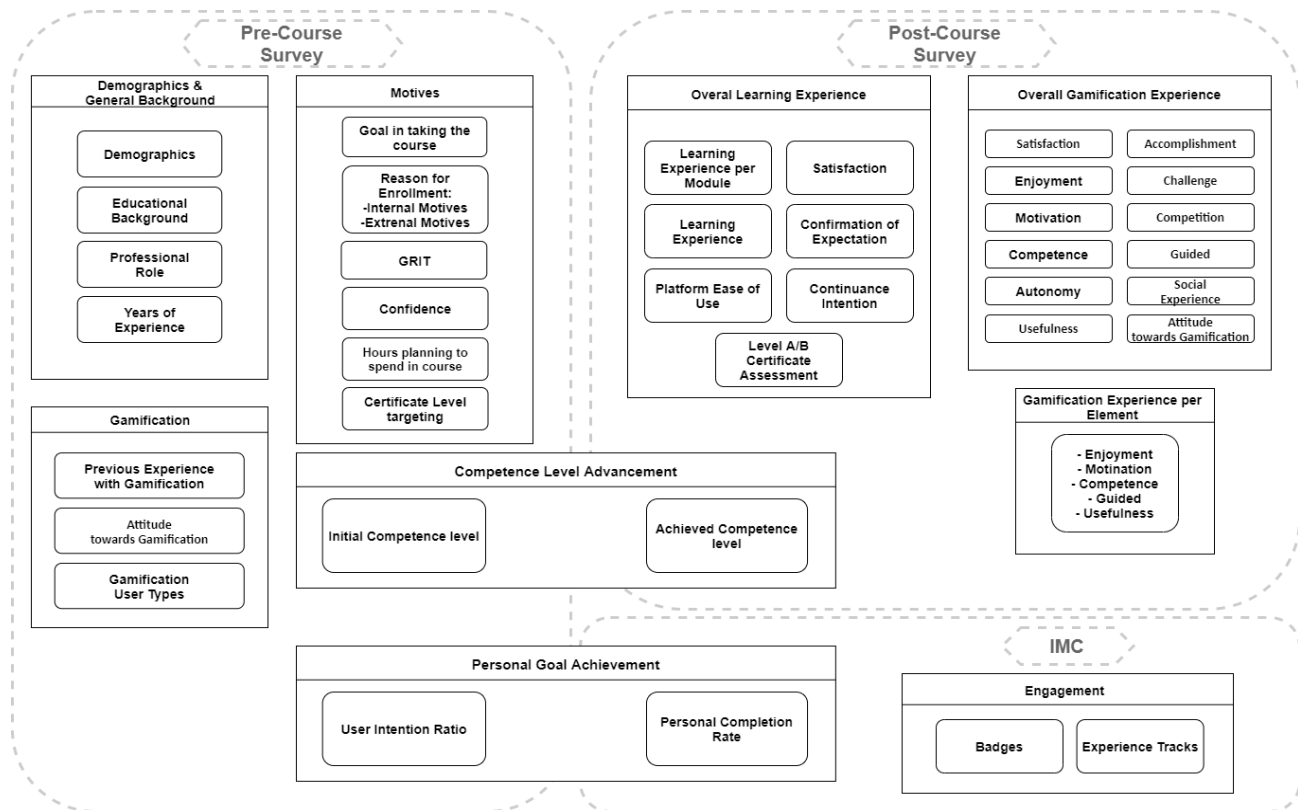 Pre-Course
Survey
Demographics &
General Background
Demographics
Educational
Background
Professional
Role
Years of
Experience
Motives
Goal in taking the
course
Reason for
Enrollment:
-Internal Motives
-Extrenal Motives
GRIT
Confidence
Hours planning to
spend in course
Certificate Level
targeting
Gamification
Previous Experience
with Gamification
Attitude
towards Gamification
Gamification
User Types
Post-Course
Survey
Overal Learning Experience
Learning
Experience per
Module
Satisfaction
Learning
Experience
Confirmation of
Expectation
Platform Ease of
Use
Continuance
Intention
Level A/B
Certificate
Assessment
Overall Gamification Experience
Satisfaction
Accomplishment
Enjoyment
Challenge
Motivation
Competition
Competence
Guided
Autonomy
Social
Experience
Usefulness
Attitude
towards Gamification
Gamification Experience per
Element
- Enjoyment
- Motination
- Competence
- Guided
- Usefulness
Competence Level Advancement
Initial Competence level
Achieved Competence
level
Personal Goal Achievement
User Intention Ratio
Personal Completion
Rate
IMC
Engagement
Badges
Experience Tracks